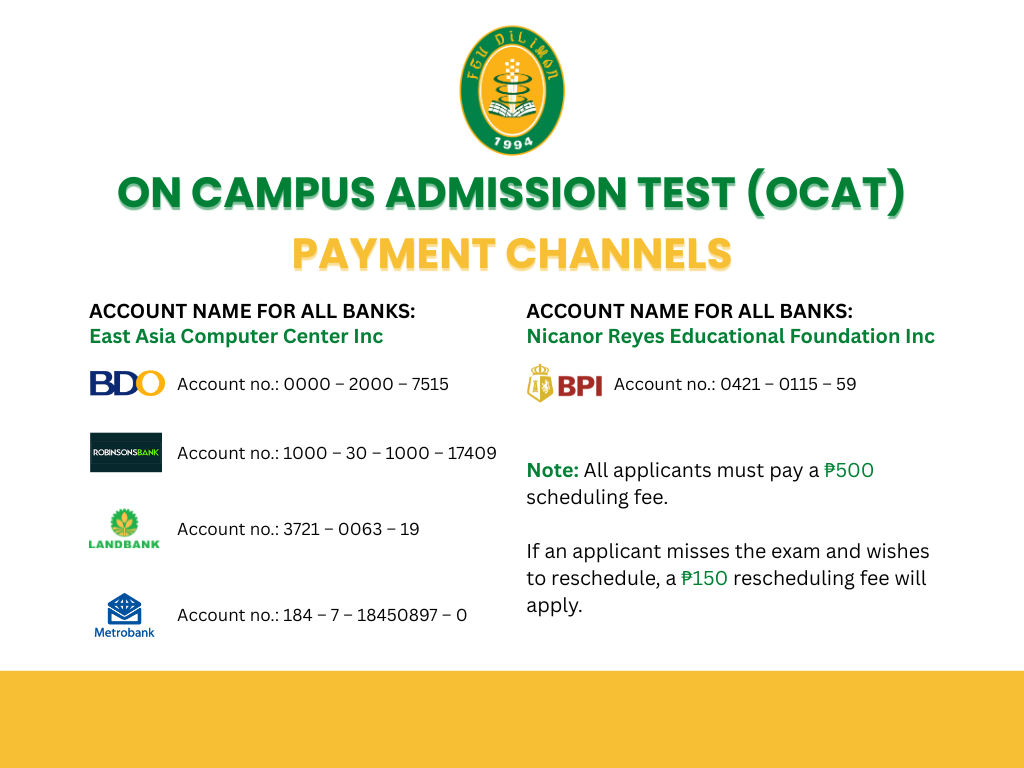 FEU DILIMAN
1994
ON CAMPUS ADMISSION TEST (OCAT)
PAYMENT CHANNELS
ACCOUNT NAME FOR ALL BANKS:
East Asia Computer Center Inc
BDO Account no.: 0000 – 2000 – 7515
ROBINSONSBANK Account no.: 1000 – 30 – 1000 – 17409
LANDBANK Account no.: 3721 – 0063 – 19
Metrobank Account no.: 184 – 7 – 18450897 – 0
ACCOUNT NAME FOR ALL BANKS:
Nicanor Reyes Educational Foundation Inc
BPI Account no.: 0421 – 0115 – 59
Note: All applicants must pay a ₱500
scheduling fee.
If an applicant misses the exam and wishes
to reschedule, a ₱150 rescheduling fee will
apply.